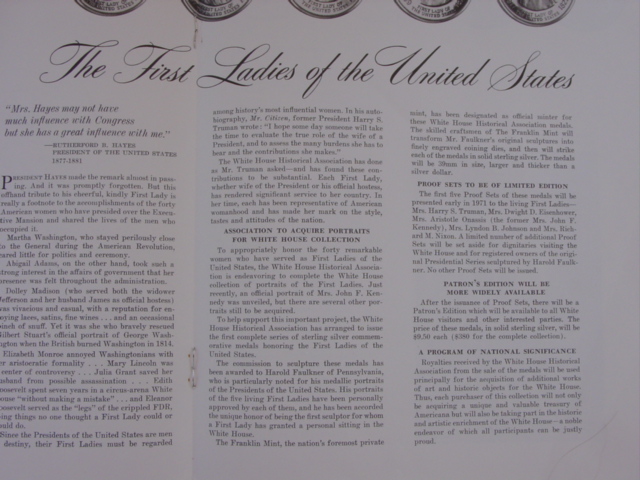 The First Ladies of the United States
"Mrs. Hayes may not have
much influence with Congress
but she has a great influence with me."
—RUTHERFORD B. HAYES
PRESIDENT OF THE UNITED STATES
1877-1881
PRESIDENT HAYES made the remark almost in pass-
ing. And it was promptly forgotten. But this
offhand tribute to his cheerful, kindly First Lady is
really a footnote to the accomplishments of the forty
American women who have presided over the Execu-
tive Mansion and shared the lives of the men who
occupied it.
Martha Washington, who stayed perilously close
to the General during the American Revolution,
cared little for politics and ceremony.
Abigail Adams, on the other hand, took such a
strong interest in the affairs of government that her
presence was felt throughout the administration.
Dolley Madison (who served both the widower
Jefferson and her husband James as official hostess)
was vivacious and casual, with a reputation for en-
joying laces, satins, fine wines . . . and an occasional
pinch of snuff. Yet it was she who bravely rescued
Gilbert Stuart's official portrait of George Wash-
ington when the British burned Washington in 1814.
Elizabeth Monroe annoyed Washingtonians with
her aristocratic formality . . . Mary Lincoln was
center of controversy . . . Julia Grant saved her
husband from possible assassination . . . Edith
Roosevelt spent seven years in a circus-arena White
House "without making a mistake" . . . and Eleanor
Roosevelt served as the "legs" of the crippled FDR,
doing things no one thought a First Lady could or
would do.
Since the Presidents of the United States are men
of destiny, their First Ladies must be regarded
among history's most influential women. In his auto-
biography, Mr. Citizen, former President Harry S.
Truman wrote: "I hope some day someone will take
the time to evaluate the true role of the wife of a
President, and to assess the many burdens she has to
bear and the contributions she makes."
The White House Historical Association has done
as Mr. Truman asked—and has found those con-
tributions to be substantial. Each First Lady,
whether wife of the President or his official hostess,
has rendered significant service to her country. In
her time, each has been representative of American
womanhood and has made her mark on the style,
tastes and attitudes of the nation.
ASSOCIATION TO ACQUIRE PORTRAITS
FOR WHITE HOUSE COLLECTION
To appropriately honor the forty remarkable
women who have served as First Ladies of the
United States, the White House Historical Associa-
tion is endeavoring to complete the White House
collection of portraits of the First Ladies. Just
recently, an official portrait of Mrs. John F. Ken-
nedy was unveiled, but there are several other por-
traits still to be acquired.
To help support this important project, the White
House Historical Association has arranged to issue
the first complete series of sterling silver commem-
orative medals honoring the First Ladies of the
United States.
The commission to sculpture these medals has
been awarded to Harold Faulkner of Pennsylvania,
who is particularly noted for his medallic portraits
of the Presidents of the United States. His portraits
of the five living First Ladies have been personally
approved by each of them, and he has been accorded
the unique honor of being the first sculptor for whom
a First Lady has granted a personal sitting in the
White House.
The Franklin Mint, the nation's foremost private
mint, has been designated as official minter for
these White House Historical Association medals.
The skilled craftsmen of The Franklin Mint will
transform Mr. Faulkner's original sculptures into
finely engraved coining dies, and then will strike
each of the medals in solid sterling silver. The medals
will be 39mm in size, larger and thicker than a
silver dollar.
PROOF SETS TO BE OF LIMITED EDITION
The first five Proof Sets of these medals will be
presented early in 1971 to the living First Ladies—
Mrs. Harry S. Truman, Mrs. Dwight D. Eisenhower,
Mrs. Aristotle Onassis (the former Mrs. John F.
Kennedy), Mrs. Lyndon B. Johnson and Mrs. Rich-
ard M. Nixon. A limited number of additional Proof
Sets will be set aside for dignitaries visiting the
White House and for registered owners of the origi-
nal Presidential Series sculptured by Harold Faulk-
ner. No other Proof Sets will be issued.
PATRON'S EDITION WILL BE
MORE WIDELY AVAILABLE
After the issuance of Proof Sets, there will be a
Patron's Edition which will be available to all White
House visitors and other interested parties. The
price of these medals, in solid sterling silver, will be
$9.50 each ($380 for the complete collection).
A PROGRAM OF NATIONAL SIGNIFICANCE
Royalties received by the White House Historical
Association from the sale of the medals will be used
principally for the acquisition of additional works
of art and historic objects for the White House.
Thus, each purchaser of this collection will not only
be acquiring a unique and valuable treasury of
Americana but will also be taking part in the historic
and artistic enrichment of the White House—a noble
endeavor of which all participants can be justly
proud.